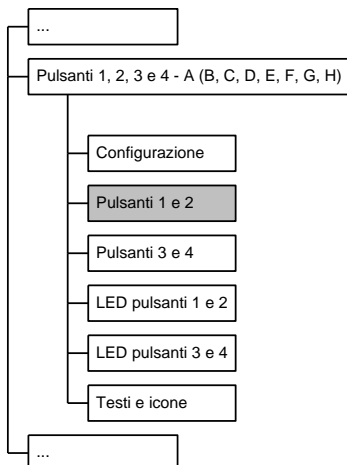 ...
Pulsanti 1, 2, 3 e 4 - A (B, C, D, E, F, G, H)
Configurazione
Pulsanti 1 e 2
Pulsanti 3 e 4
LED pulsanti 1 e 2
LED pulsanti 3 e 4
Testi e icone
...